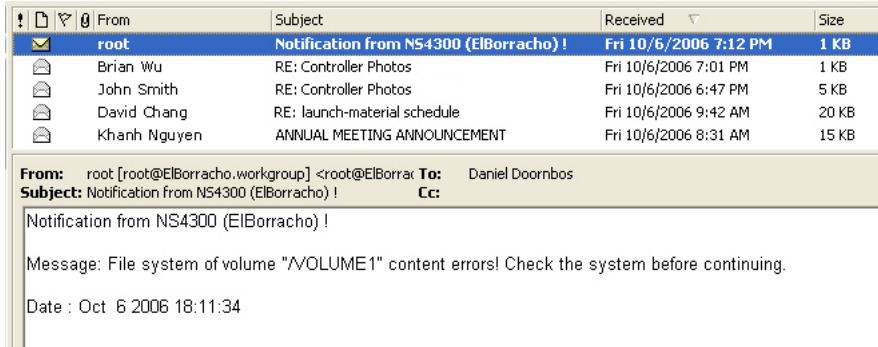 ! From Subject Received Size
root Notification from NS4300 (ElBorracho) ! Fri 10/6/2006 7:12 PM 1 KB
Brian Wu RE: Controller Photos Fri 10/6/2006 7:01 PM 1 KB
John Smith RE: Controller Photos Fri 10/6/2006 6:47 PM 5 KB
David Chang RE: launch-material schedule Fri 10/6/2006 9:42 AM 20 KB
Khanh Nguyen ANNUAL MEETING ANNOUNCEMENT Fri 10/6/2006 8:31 AM 15 KB
From: root [root@ElBorracho.workgroup] <root@ElBorrac To: Daniel Doornbos
Subject: Notification from NS4300 (ElBorracho) ! Cc:
Notification from NS4300 (ElBorracho) !
Message: File system of volume "/VOLUME1" content errors! Check the system before continuing.
Date : Oct 6 2006 18:11:34